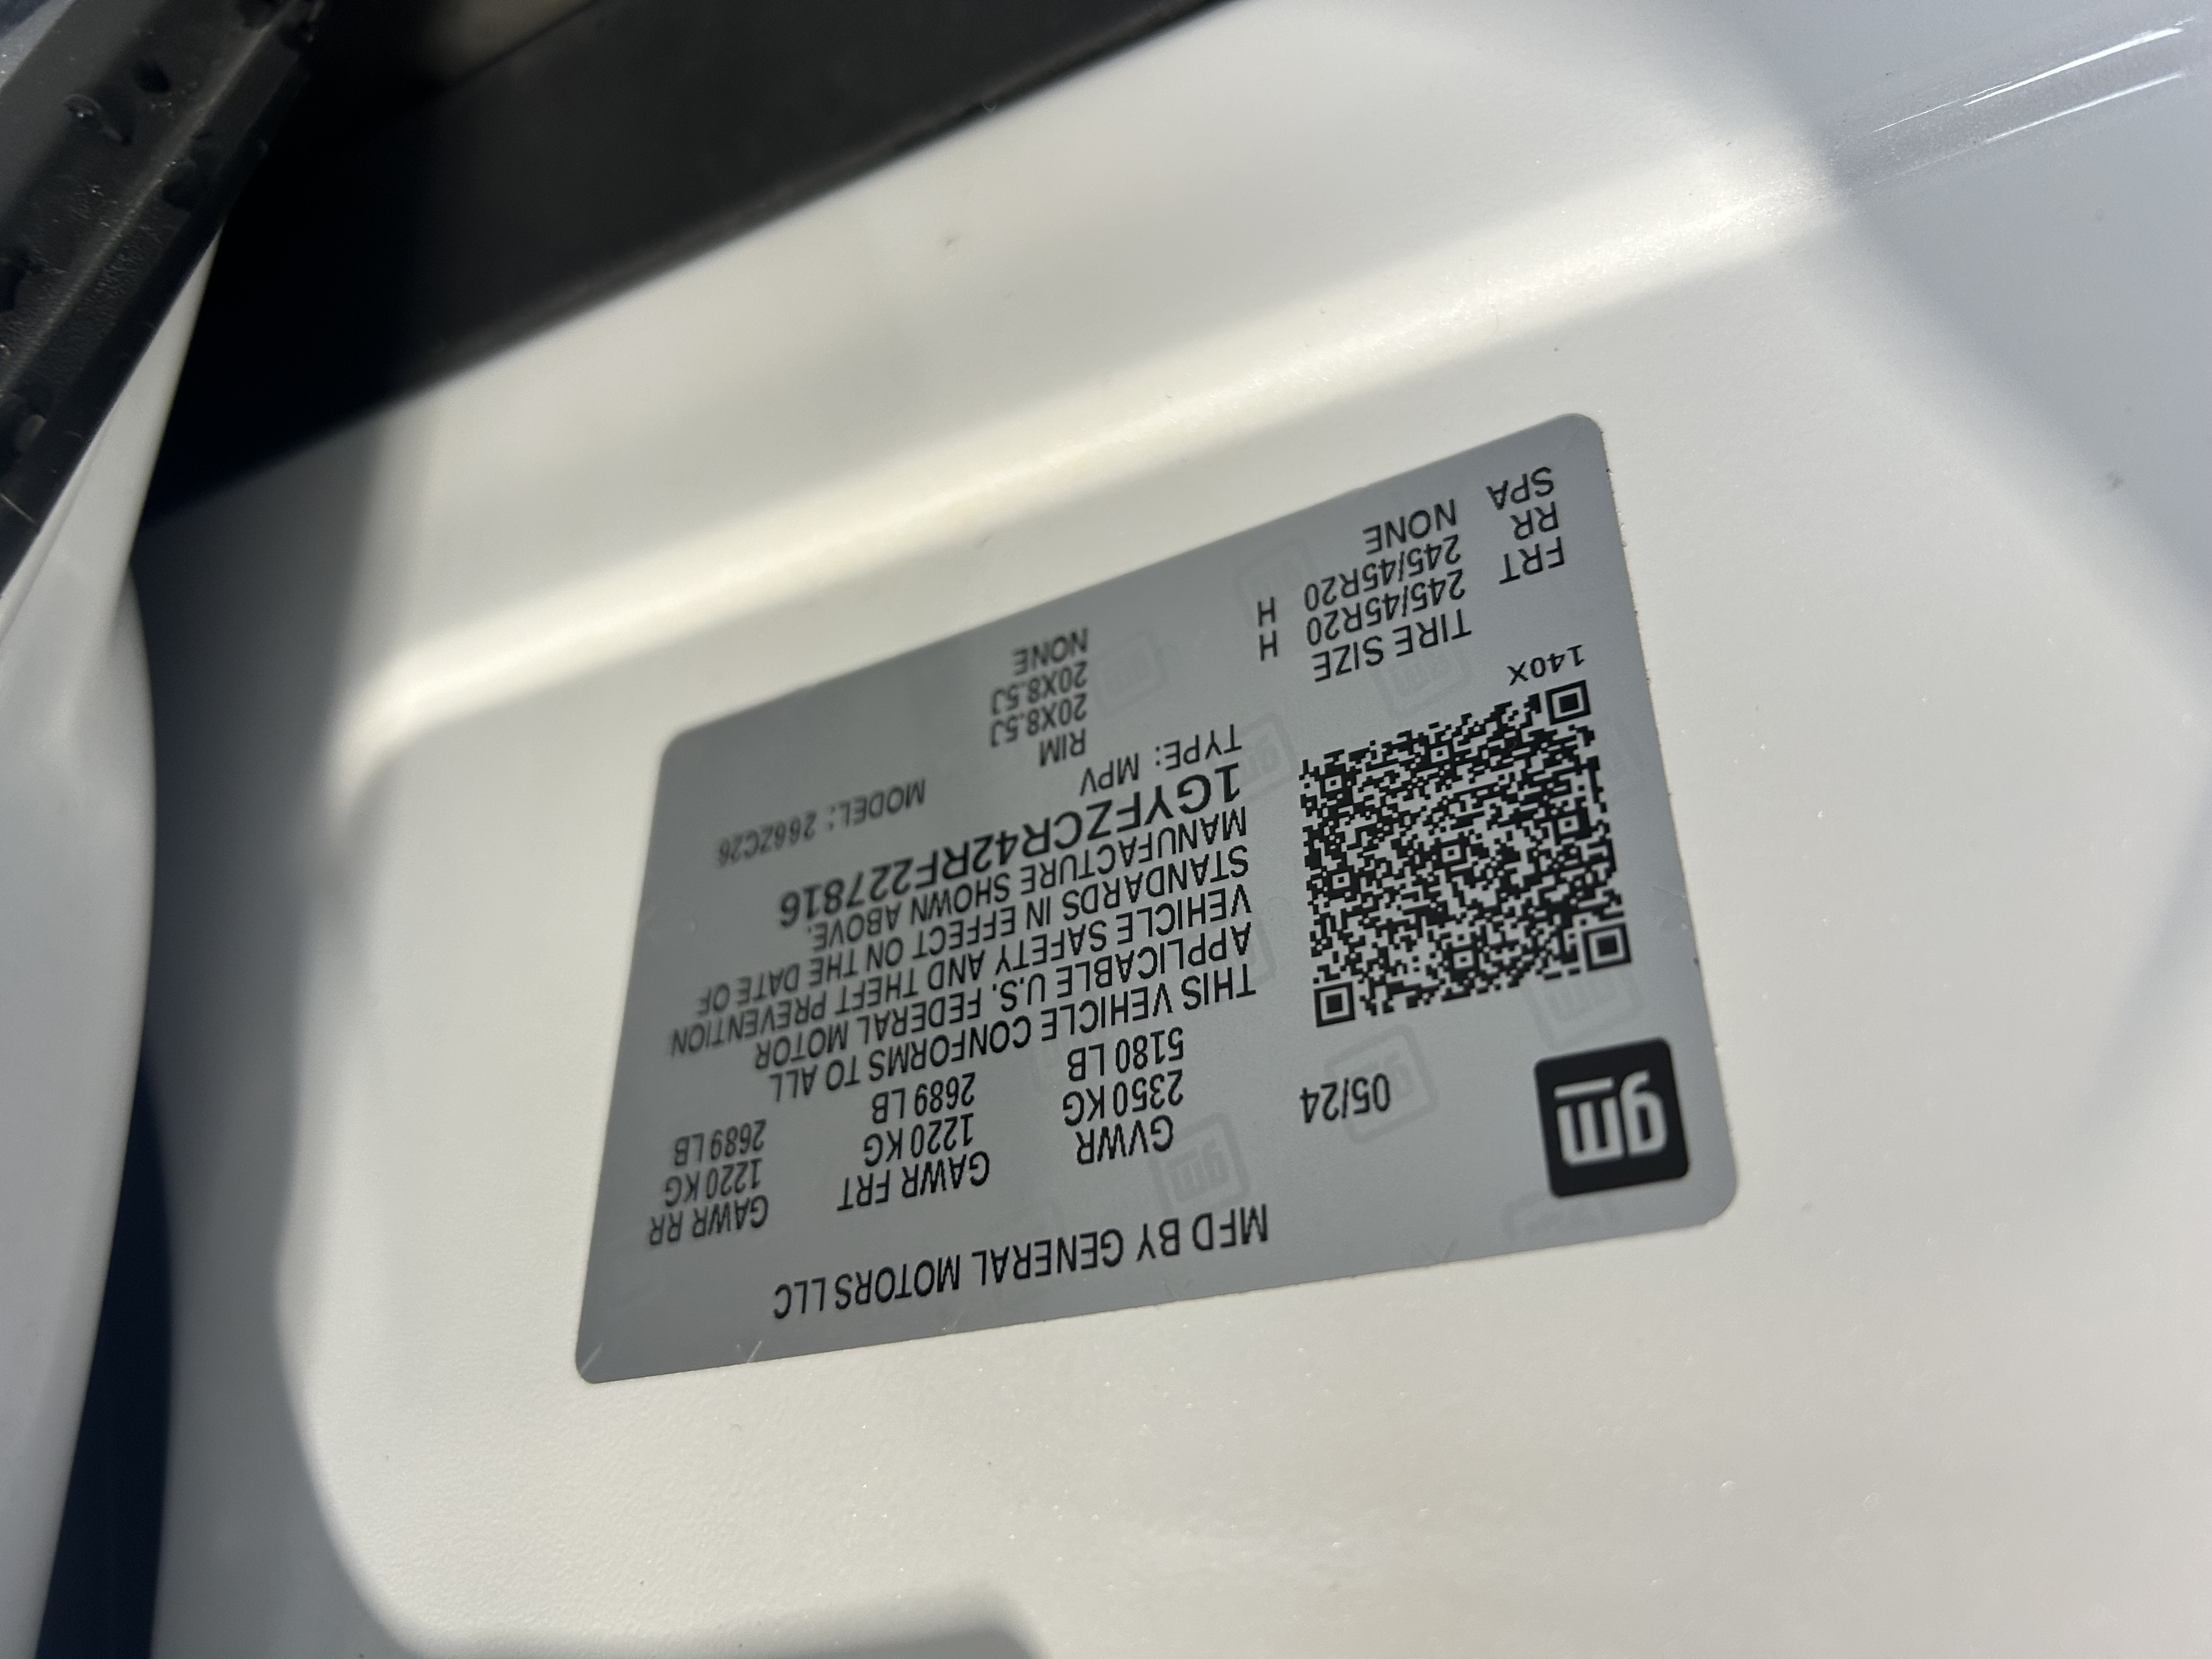 MFD BY GENERAL MOTORS LLC
gm
05/24
GVWR GAWR FRT GAWR RR
2350 KG 1220 KG 1220 KG
5180 LB 2689 LB 2689 LB
THIS VEHICLE CONFORMS TO ALL
APPLICABLE U.S. FEDERAL MOTOR
VEHICLE SAFETY AND THEFT PREVENTION
STANDARDS IN EFFECT ON THE DATE OF
MANUFACTURE SHOWN ABOVE.
1GYFZCR42RF227816
TYPE: MPV MODEL: 266ZC26
140X
TIRE SIZE RIM
FRT 245/45R20 H 20X8.5J
RR 245/45R20 H 20X8.5J
SPA NONE NONE